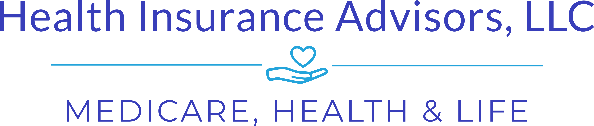 Health Insurance Advisors, LLC
MEDICARE, HEALTH & LIFE